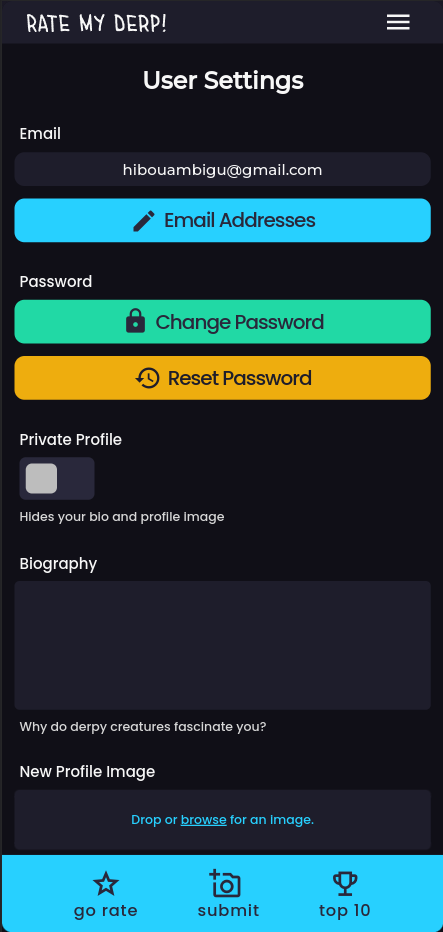 RATE MY DERP!
User Settings
Email
hibouambigu@gmail.com
Email Addresses
Password
Change Password
Reset Password
Private Profile
Hides your bio and profile image
Biography
Why do derpy creatures fascinate you?
New Profile Image
Drop or browse for an image.
go rate submit top 10